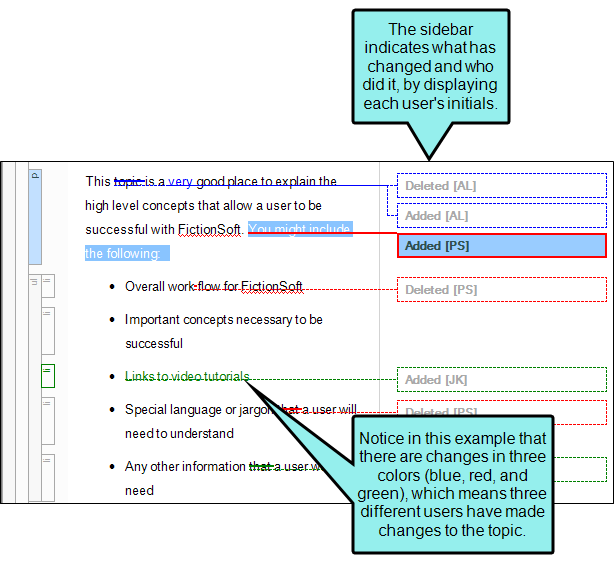 The sidebar
indicates what has
changed and who
did it, by displaying
each user's initials.
p
This topic is a very good place to explain the
high level concepts that allow a user to be
successful with FictionSoft. You might include
the following:
Deleted [AL]
Added [AL]
Added [PS]
• Overall work-flow for FictionSoft
Deleted [PS]
• Important concepts necessary to be
successful
• Links to video tutorials
Added [JK]
• Special language or jargon that a user will
need to understand
Deleted [PS]
• Any other information that a user
need
Notice in this example that
there are changes in three
colors (blue, red, and
green), which means three
different users have made
changes to the topic.